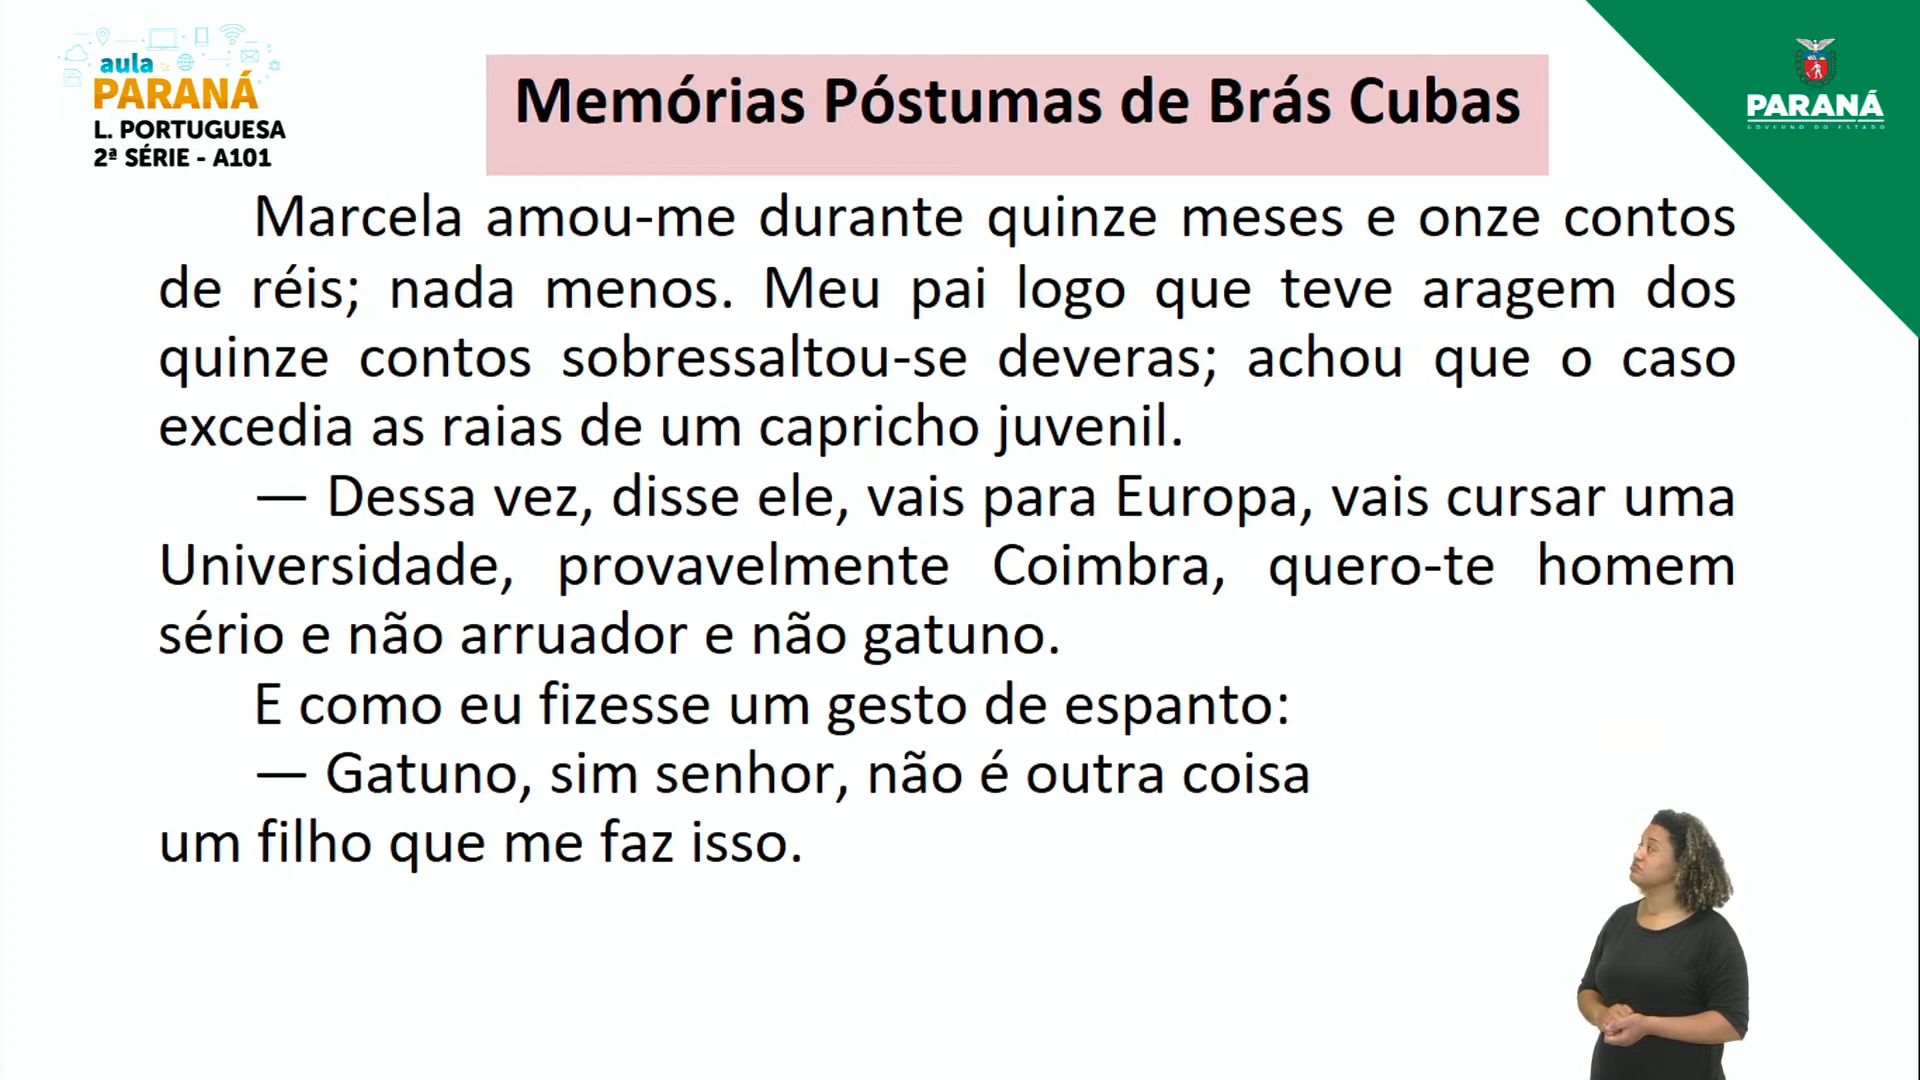 aula
PARANÁ
L. PORTUGUESA
2ª SÉRIE - A101
Memórias Póstumas de Brás Cubas
PARANÁ
GOVERNO DO ESTADO
Marcela amou-me durante quinze meses e onze contos
de réis; nada menos. Meu pai logo que teve aragem dos
quinze contos sobressaltou-se deveras; achou que o caso
excedia as raias de um capricho juvenil.
— Dessa vez, disse ele, vais para Europa, vais cursar uma
Universidade, provavelmente Coimbra, quero-te homem
sério e não arruador e não gatuno.
E como eu fizesse um gesto de espanto:
— Gatuno, sim senhor, não é outra coisa
um filho que me faz isso.